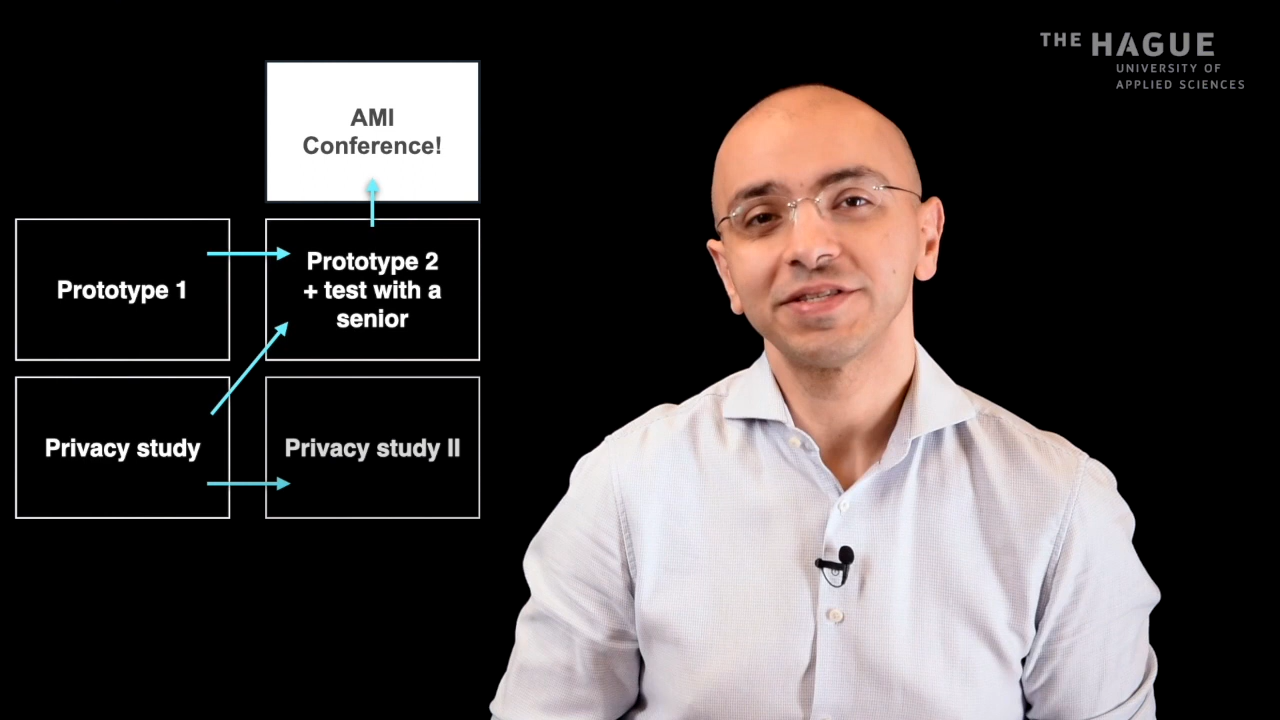 THE HAGUE
UNIVERSITY OF
APPLIED SCIENCES
AMI
Conference!
Prototype 1
Prototype 2
+ test with a
senior
Privacy study
Privacy study II